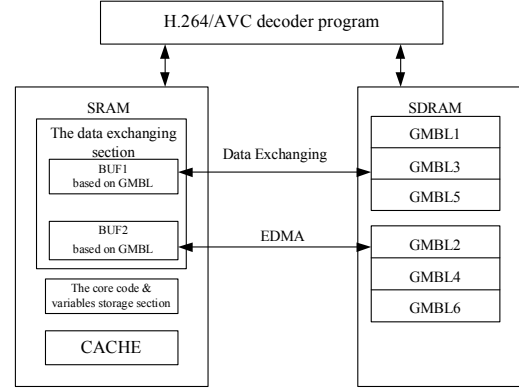 H.264/AVC decoder program
SRAM
The data exchanging
section
BUF1
based on GMBL
BUF2
based on GMBL
The core code &
variables storage section
CACHE
Data Exchanging
EDMA
SDRAM
GMBL1
GMBL3
GMBL5
GMBL2
GMBL4
GMBL6